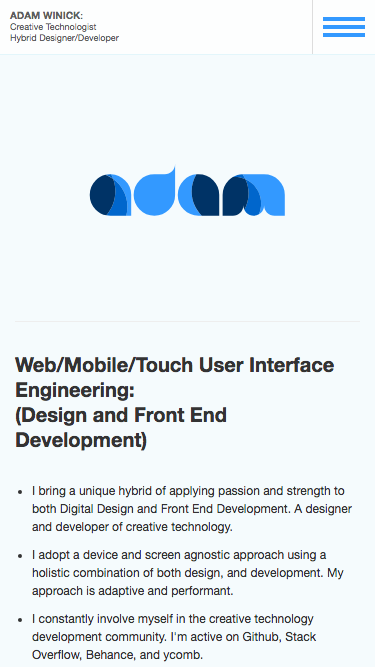 ADAM WINICK:
Creative Technologist
Hybrid Designer/Developer
adam
Web/Mobile/Touch User Interface
Engineering:
(Design and Front End
Development)
• I bring a unique hybrid of applying passion and strength to
both Digital Design and Front End Development. A designer
and developer of creative technology.
• I adopt a device and screen agnostic approach using a
holistic combination of both design, and development. My
approach is adaptive and performant.
• I constantly involve myself in the creative technology
development community. I'm active on Github, Stack
Overflow, Behance, and ycomb.